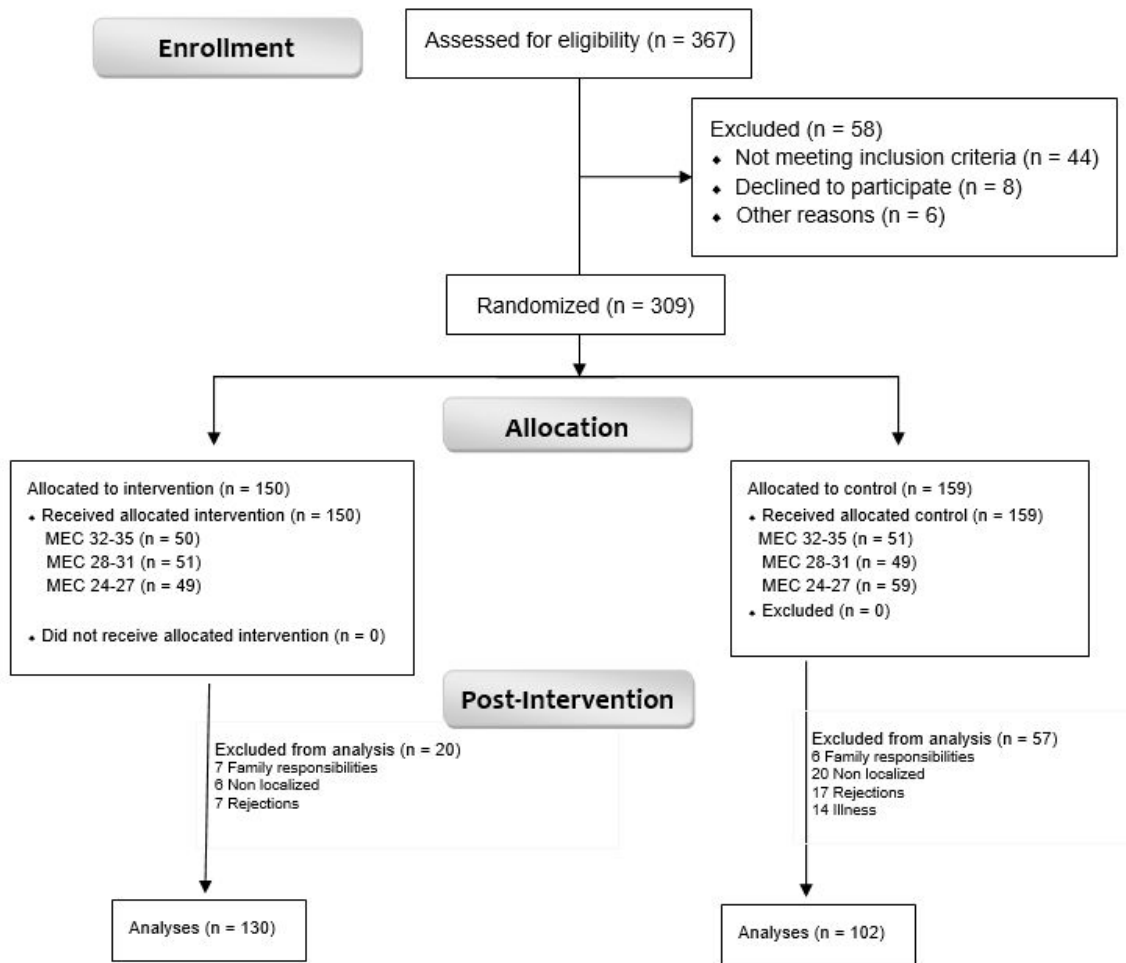 Enrollment
Assessed for eligibility (n = 367)
Excluded (n = 58)
⬥ Not meeting inclusion criteria (n = 44)
⬥ Declined to participate (n = 8)
⬥ Other reasons (n = 6)
Randomized (n = 309)
Allocation
Allocated to intervention (n = 150)
⬥ Received allocated intervention (n = 150)
MEC 32-35 (n = 50)
MEC 28-31 (n = 51)
MEC 24-27 (n = 49)
⬥ Did not receive allocated intervention (n = 0)
Allocated to control (n = 159)
⬥ Received allocated control (n = 159)
MEC 32-35 (n = 51)
MEC 28-31 (n = 49)
MEC 24-27 (n = 59)
⬥ Excluded (n = 0)
Post-Intervention
Excluded from analysis (n = 20)
7 Family responsibilities
6 Non localized
7 Rejections
Excluded from analysis (n = 57)
6 Family responsibilities
20 Non localized
17 Rejections
14 Illness
Analyses (n = 130)
Analyses (n = 102)